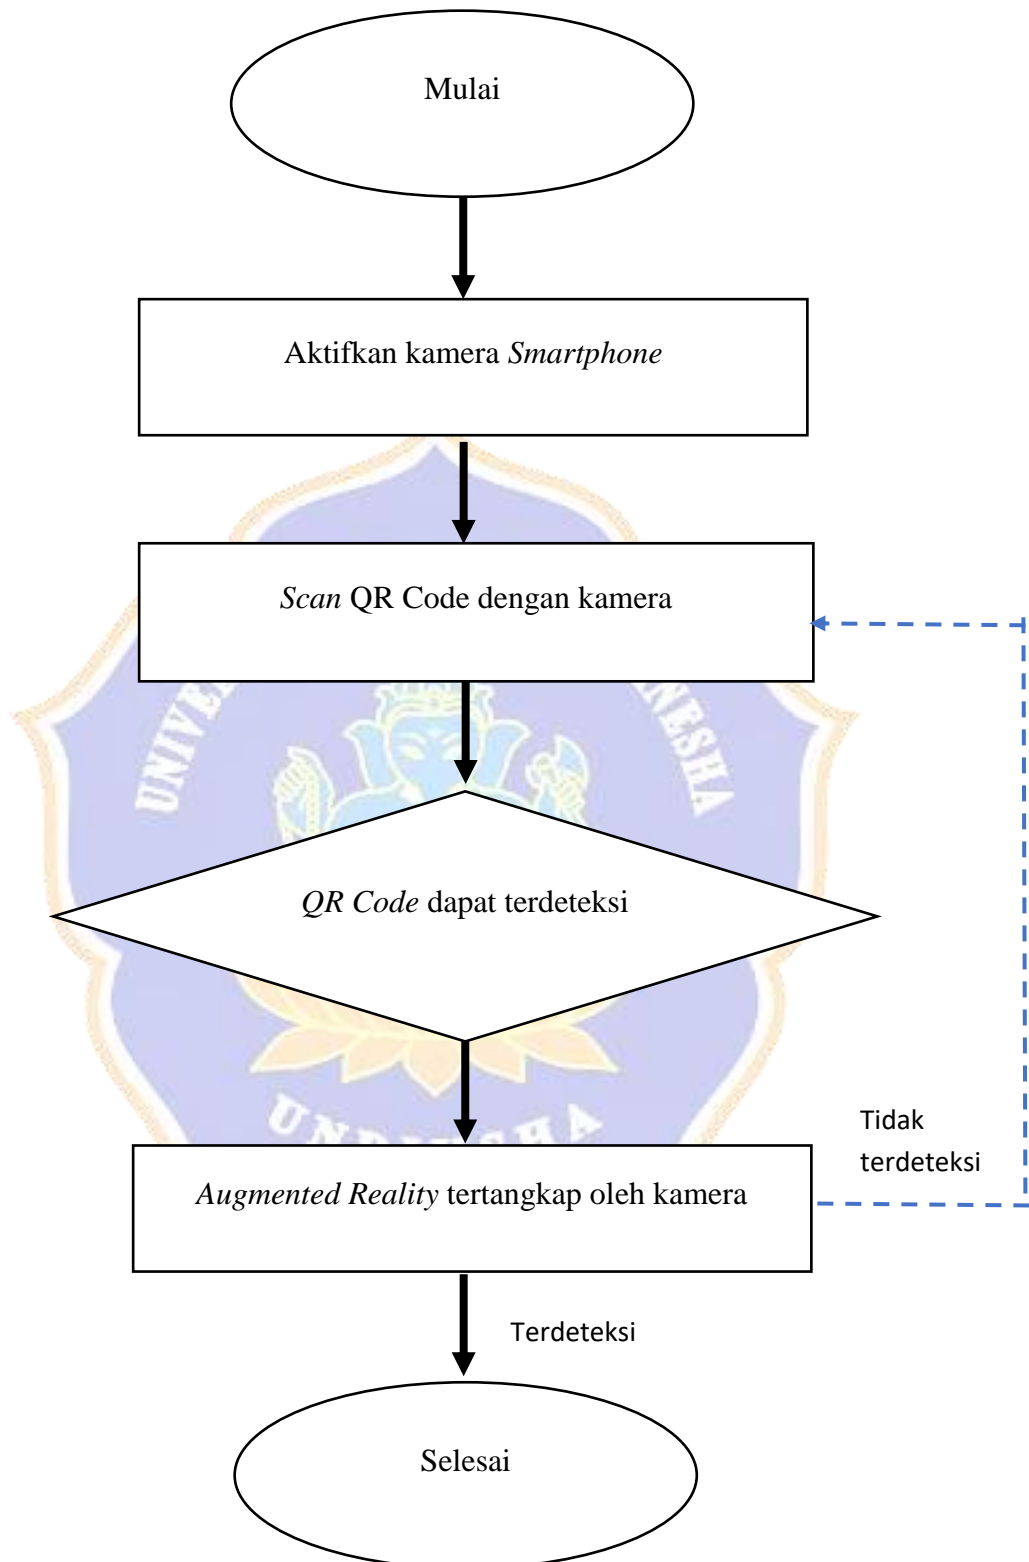 Mulai
Aktifkan kamera Smartphone
Scan QR Code dengan kamera
QR Code dapat terdeteksi
Tidak
terdeteksi
Augmented Reality tertangkap oleh kamera
Terdeteksi
Selesai